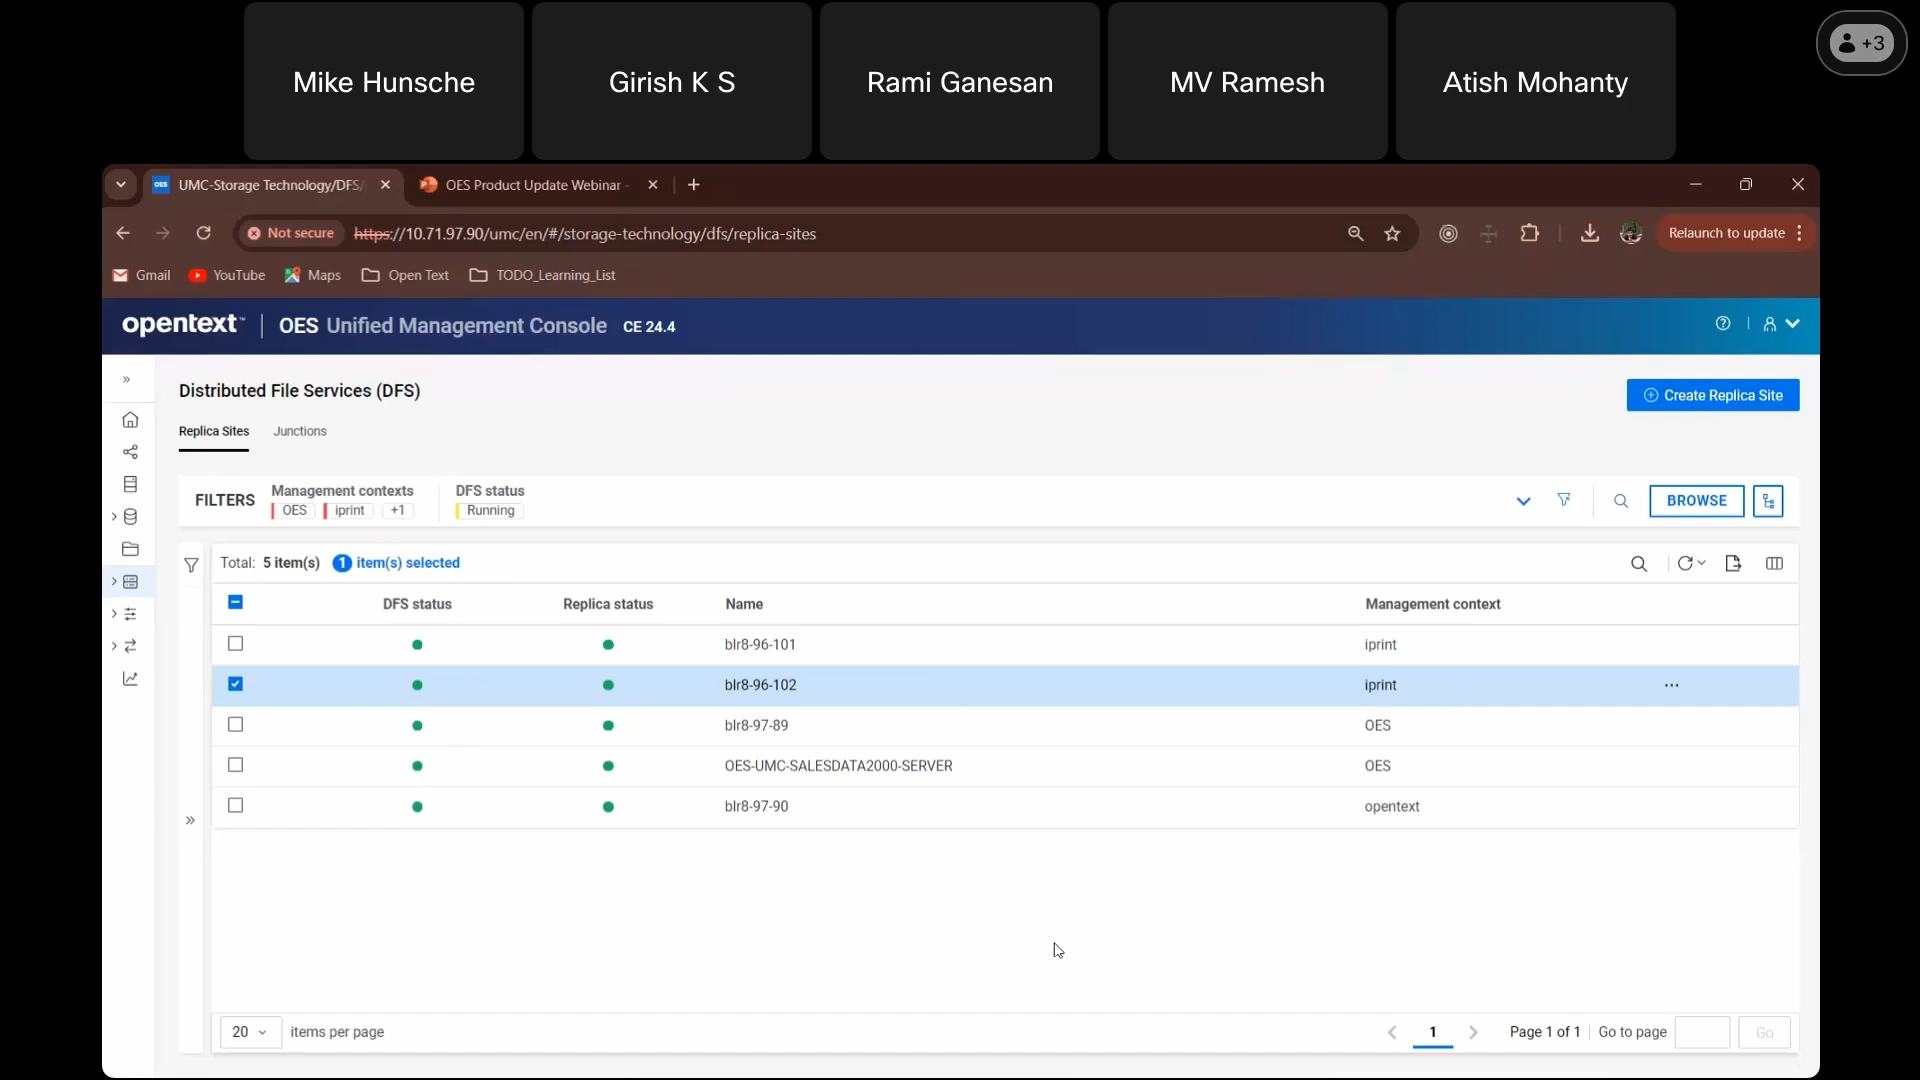 Mike Hunsche
Girish K S
Rami Ganesan
MV Ramesh
Atish Mohanty
+3
OES UMC-Storage Technology/DFS/
OES Product Update Webinar -
Not secure https://10.71.97.90/umc/en/#/storage-technology/dfs/replica-sites
Relaunch to update
Gmail YouTube Maps Open Text TODO_Learning_List
opentext™ | OES Unified Management Console CE 24.4
Distributed File Services (DFS)
Create Replica Site
Replica Sites Junctions
FILTERS Management contexts DFS status
OES iprint +1 Running
BROWSE
Total: 5 item(s) 1 item(s) selected
DFS status Replica status Name Management context
blr8-96-101 iprint
blr8-96-102 iprint ...
blr8-97-89 OES
OES-UMC-SALESDATA2000-SERVER OES
blr8-97-90 opentext
20 items per page
1 Page 1 of 1 Go to page Go